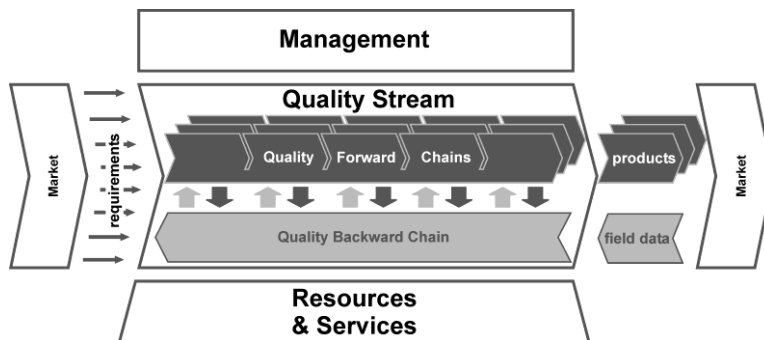 Management
Market
requirements
Quality Stream
Quality Forward Chains
products
Quality Backward Chain
field data
Market
Resources
& Services